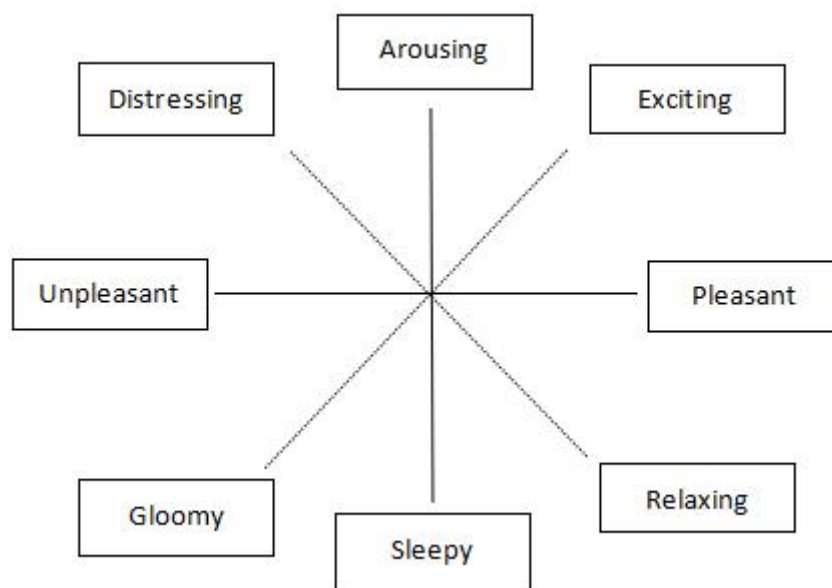 Arousing
Distressing
Exciting
Unpleasant
Pleasant
Gloomy
Relaxing
Sleepy